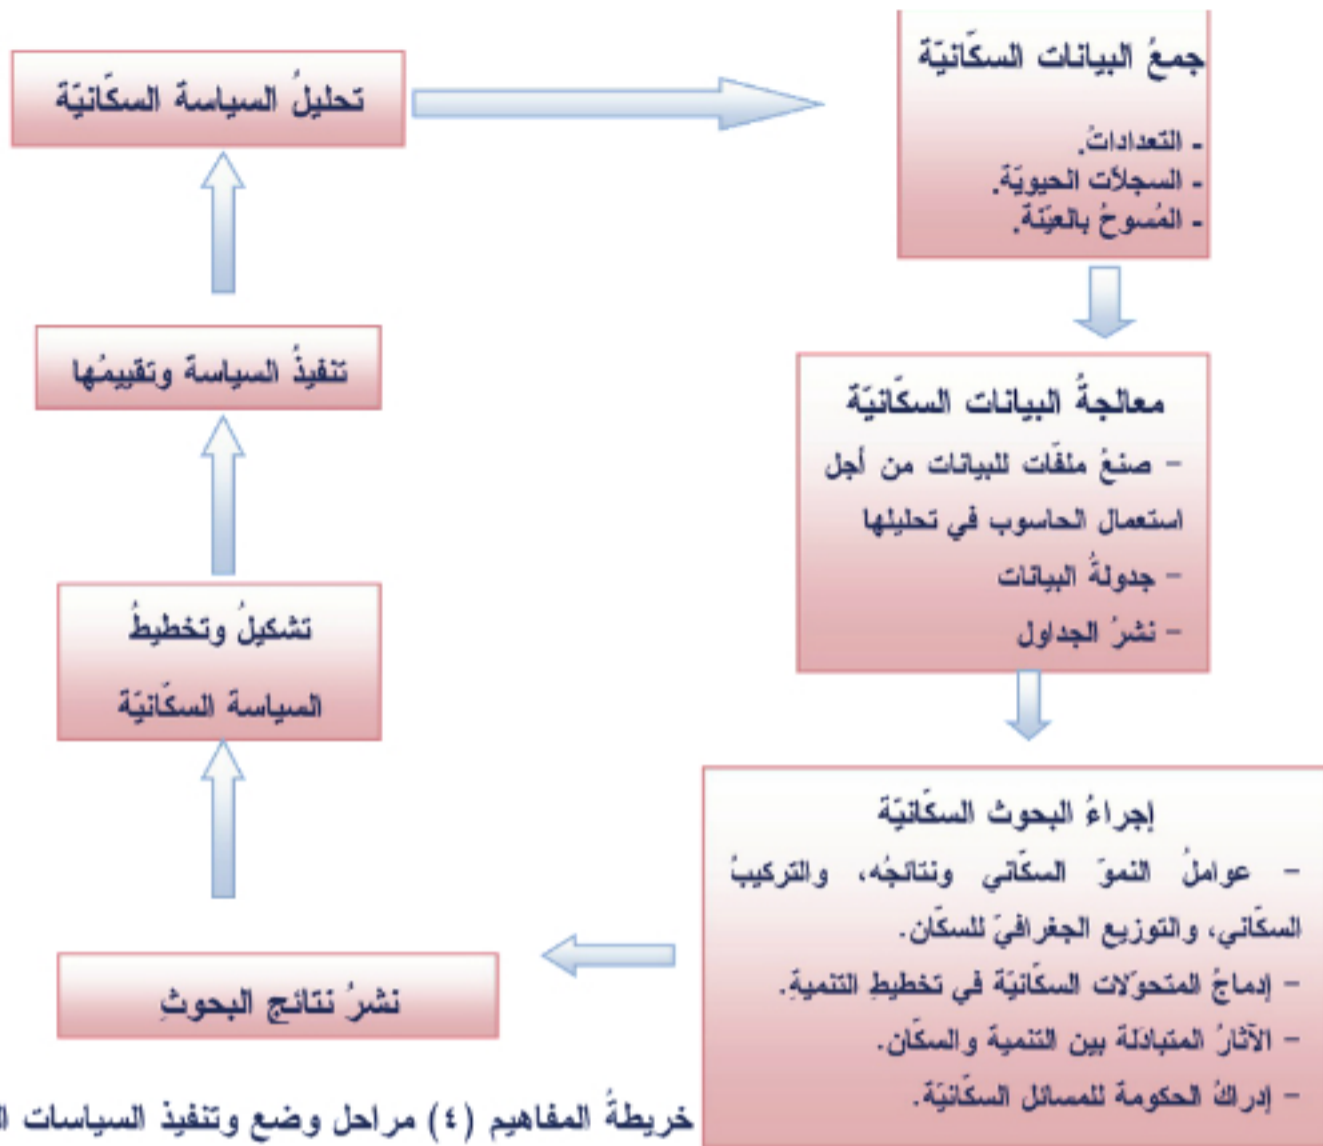 جمعُ البيانات السكّانيّة
- التعداداتُ.
- السجلاّت الحيويّة.
- المُسوحُ بالعيّنة.
معالجةُ البيانات السكّانيّة
– صنعُ ملفّات للبيانات من أجل
استعمال الحاسوب في تحليلها
– جدولةُ البيانات
– نشرُ الجداول
إجراءُ البحوث السكّانيّة
– عواملُ النموّ السكّاني ونتائجُه، والتركيبُ
السكّاني، والتوزيع الجغرافيّ للسكّان.
– إدماجُ المتحوّلات السكّانيّة في تخطيطِ التنميةِ.
– الآثارُ المتبادَلة بين التنمية والسكّان.
– إدراكُ الحكومة للمسائل السكّانيّة.
نشرُ نتائج البحوثِ
تشكيلُ وتخطيطُ
السياسة السكّانيّة
تنفيذُ السياسة وتقييمُها
تحليلُ السياسة السكّانيّة
خريطةُ المفاهيم (٤) مراحل وضع وتنفيذ السياسات